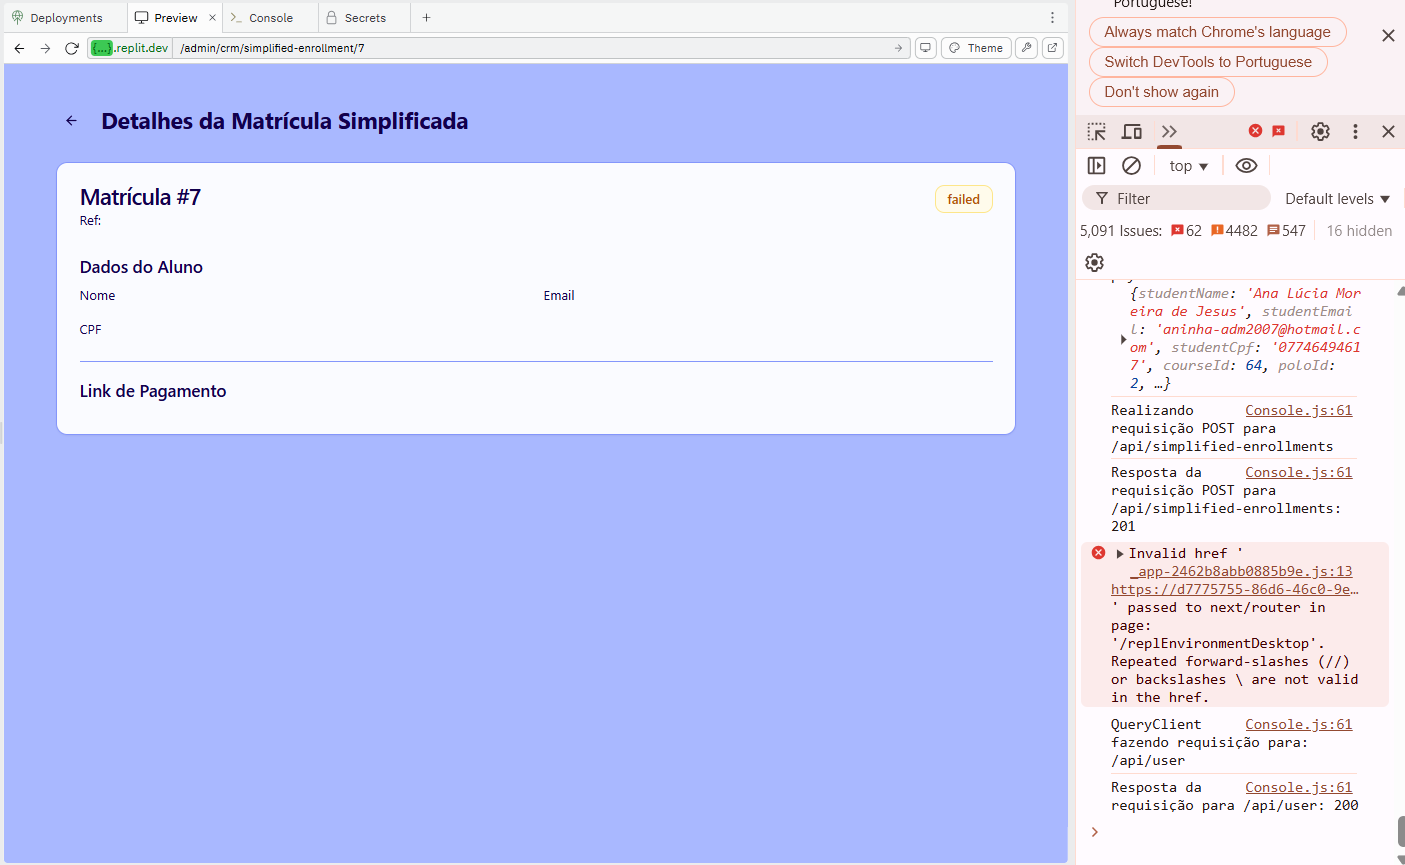 Deployments
Preview
Console
Secrets
{...}.replit.dev
/admin/crm/simplified-enrollment/7
Theme
Detalhes da Matrícula Simplificada
Matrícula #7
failed
Ref:
Dados do Aluno
Nome
Email
CPF
Link de Pagamento
Portuguese!
Always match Chrome's language
Switch DevTools to Portuguese
Don't show again
top
Filter
Default levels
5,091 Issues: 62 4482 547
16 hidden
{studentName: 'Ana Lúcia Mor
eira de Jesus', studentEmai
l: 'aninha-adm2007@hotmail.c
om', studentCpf: '0774649461
7', courseId: 64, poloId:
2, …}
Realizando Console.js:61
requisição POST para
/api/simplified-enrollments
Resposta da Console.js:61
requisição POST para
/api/simplified-enrollments:
201
Invalid href '
_app-2462b8abb0885b9e.js:13
https://d7775755-86d6-46c0-9e…
' passed to next/router in
page:
'/replEnvironmentDesktop'.
Repeated forward-slashes (//)
or backslashes \ are not valid
in the href.
QueryClient Console.js:61
fazendo requisição para:
/api/user
Resposta da Console.js:61
requisição para /api/user: 200